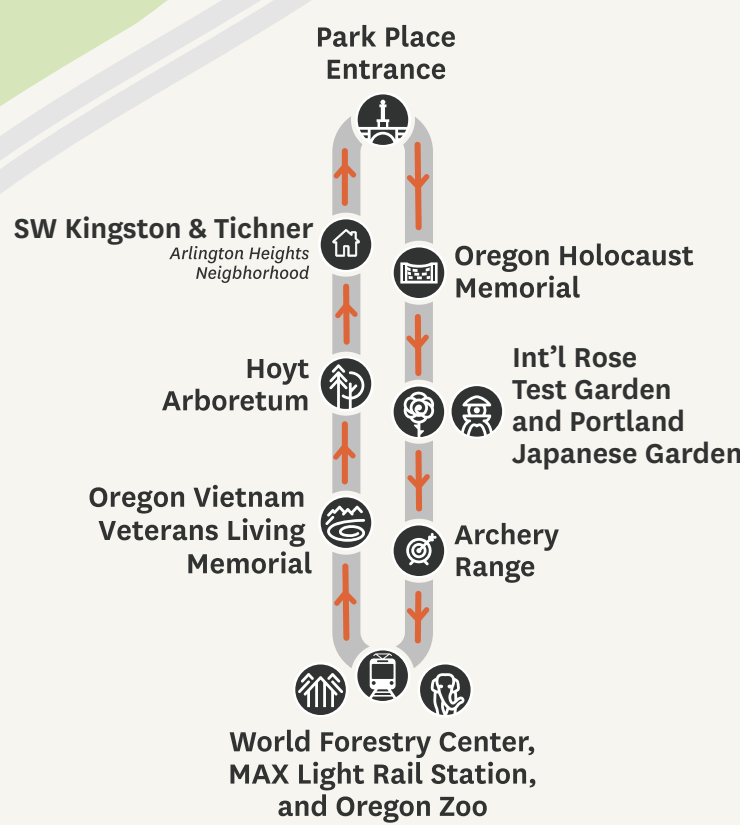 Park Place
Entrance
SW Kingston & Tichner
Arlington Heights
Neigbhorhood
Oregon Holocaust
Memorial
Hoyt
Arboretum
Int’l Rose
Test Garden
and Portland
Japanese Garden
Oregon Vietnam
Veterans Living
Memorial
Archery
Range
World Forestry Center,
MAX Light Rail Station,
and Oregon Zoo